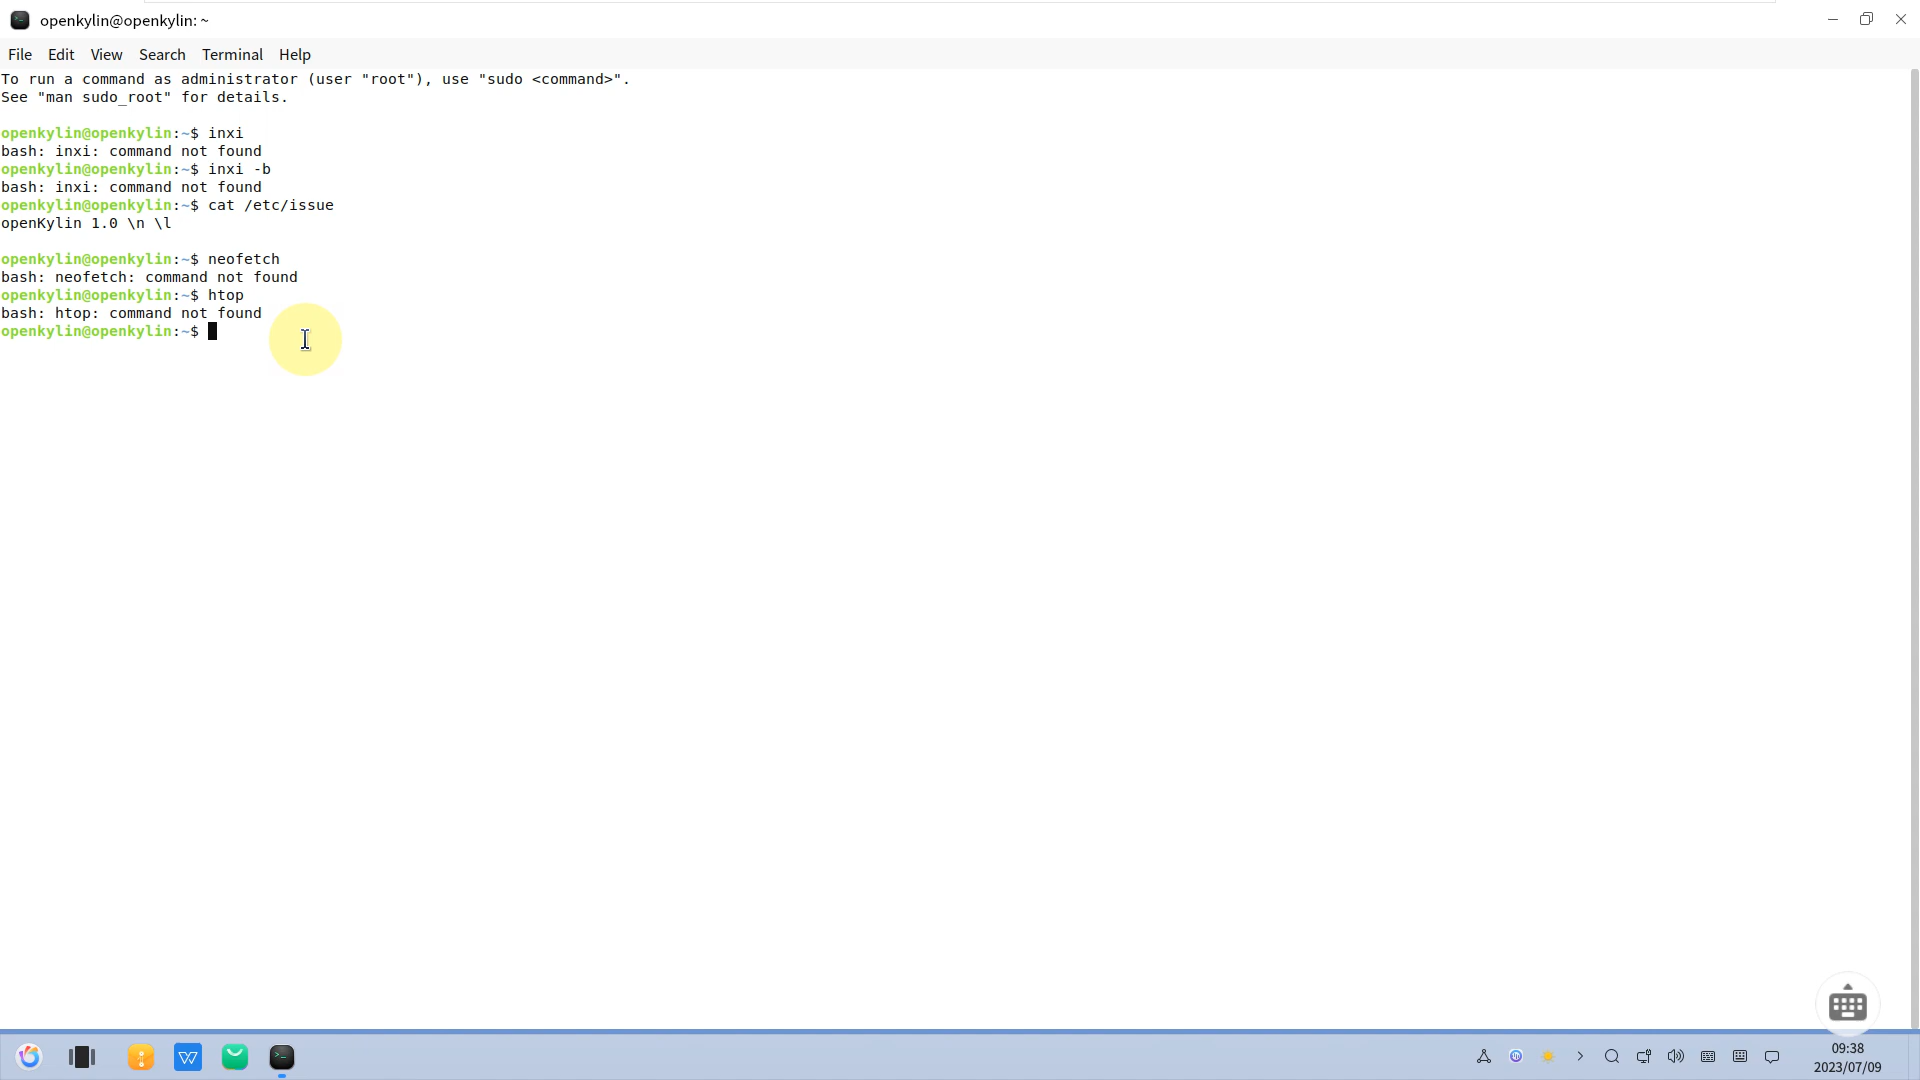 openkylin@openkylin: ~
File Edit View Search Terminal Help
To run a command as administrator (user "root"), use "sudo <command>".
See "man sudo_root" for details.
openkylin@openkylin:~$ inxi
bash: inxi: command not found
openkylin@openkylin:~$ inxi -b
bash: inxi: command not found
openkylin@openkylin:~$ cat /etc/issue
openKylin 1.0 \n \l
openkylin@openkylin:~$ neofetch
bash: neofetch: command not found
openkylin@openkylin:~$ htop
bash: htop: command not found
openkylin@openkylin:~$
09:38
2023/07/09